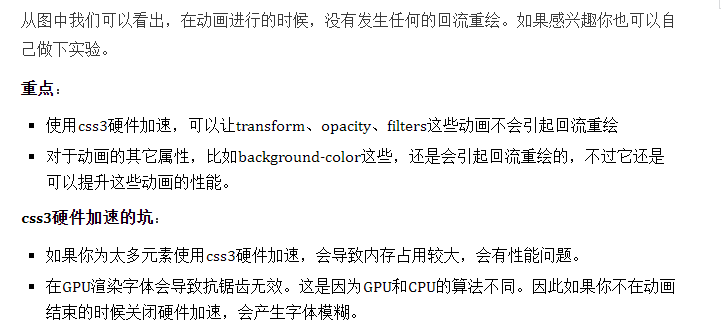 从图中我们可以看出，在动画进行的时候，没有发生任何的回流重绘。如果感兴趣你也可以自
己做下实验。
重点：
▪ 使用css3硬件加速，可以让transform、opacity、filters这些动画不会引起回流重绘
▪ 对于动画的其它属性，比如background-color这些，还是会引起回流重绘的，不过它还是
可以提升这些动画的性能。
css3硬件加速的坑：
▪ 如果你为太多元素使用css3硬件加速，会导致内存占用较大，会有性能问题。
▪ 在GPU渲染字体会导致抗锯齿无效。这是因为GPU和CPU的算法不同。因此如果你不在动画
结束的时候关闭硬件加速，会产生字体模糊。